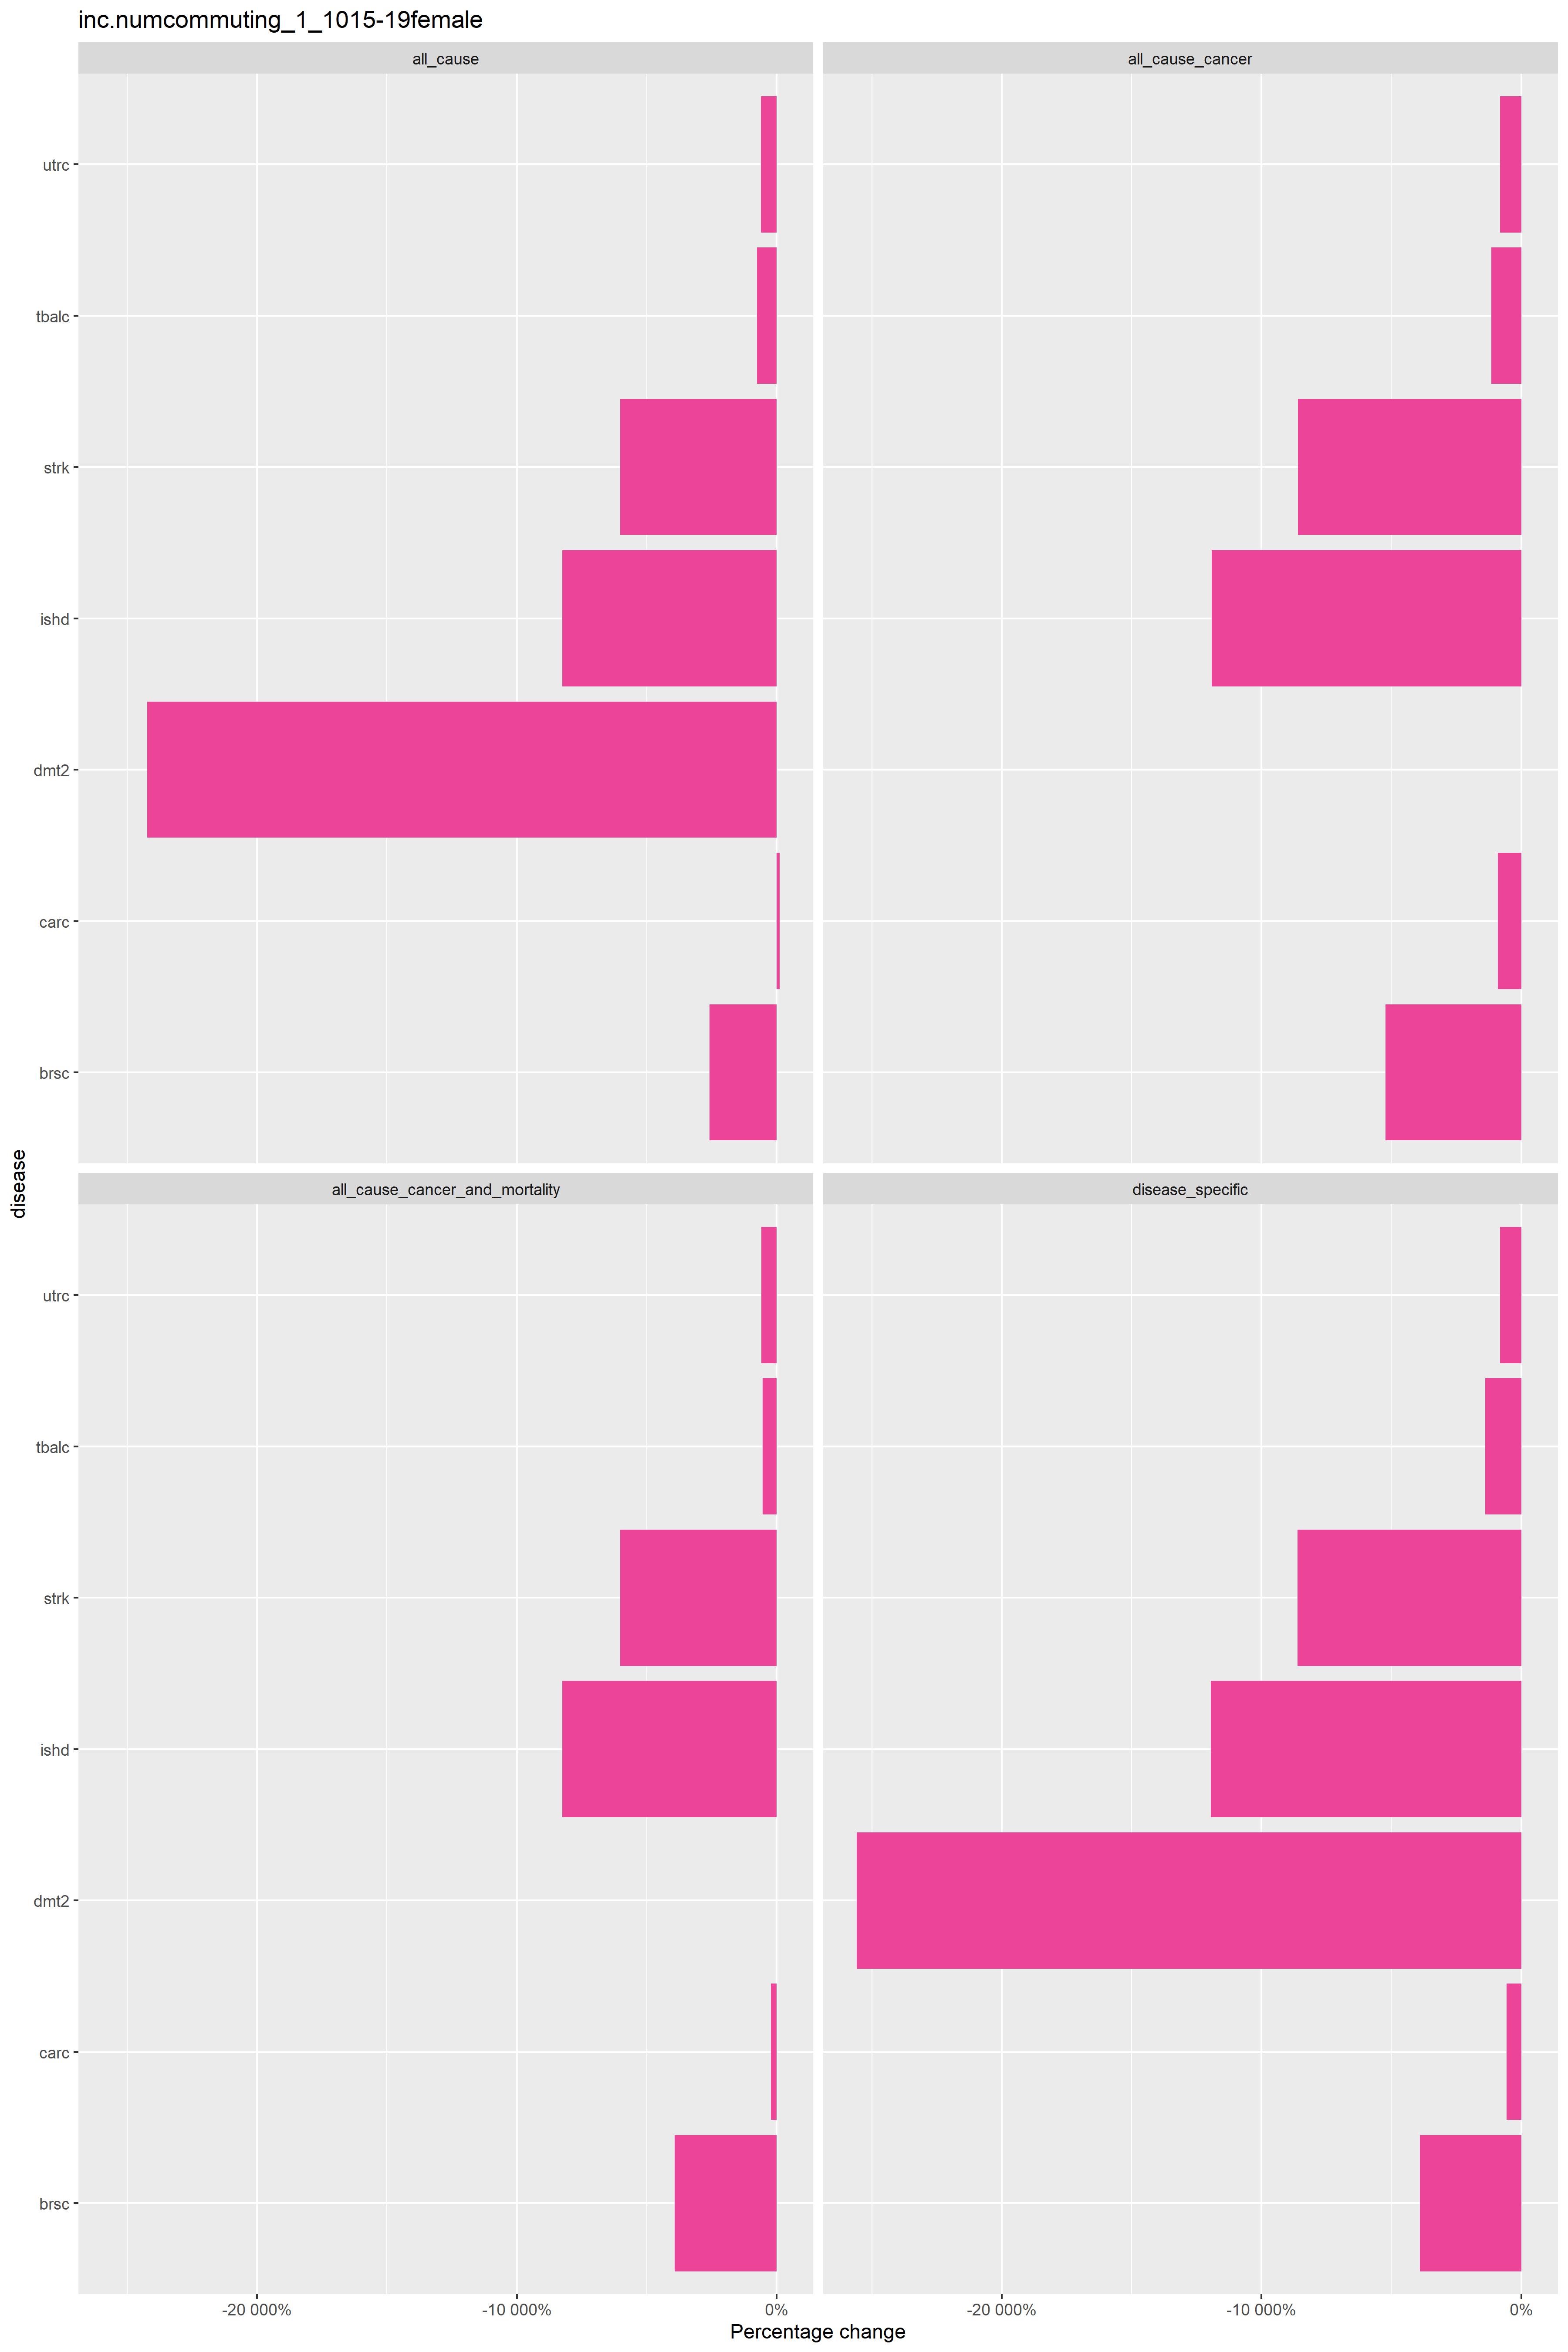 inc.numcommuting_1_1015-19female
all_cause
all_cause_cancer
utrc
tbalc
strk
ishd
dmt2
carc
brsc
disease
all_cause_cancer_and_mortality
disease_specific
utrc
tbalc
strk
ishd
dmt2
carc
brsc
-20 000%
-10 000%
0%
-20 000%
-10 000%
0%
Percentage change